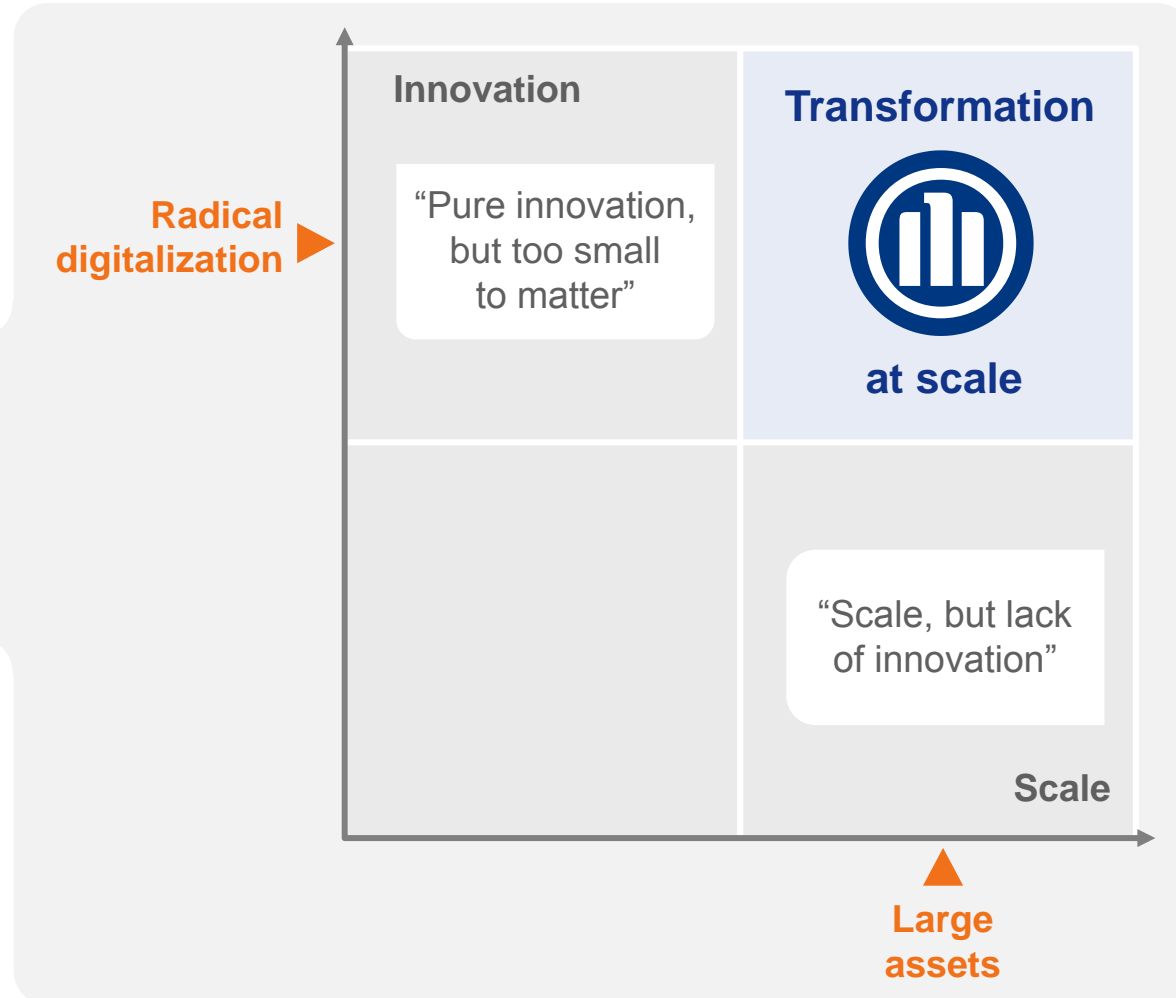 Innovation
Transformation
“Pure innovation,
but too small
to matter”
Radical
digitalization
at scale
“Scale, but lack
of innovation”
Scale
Large
assets